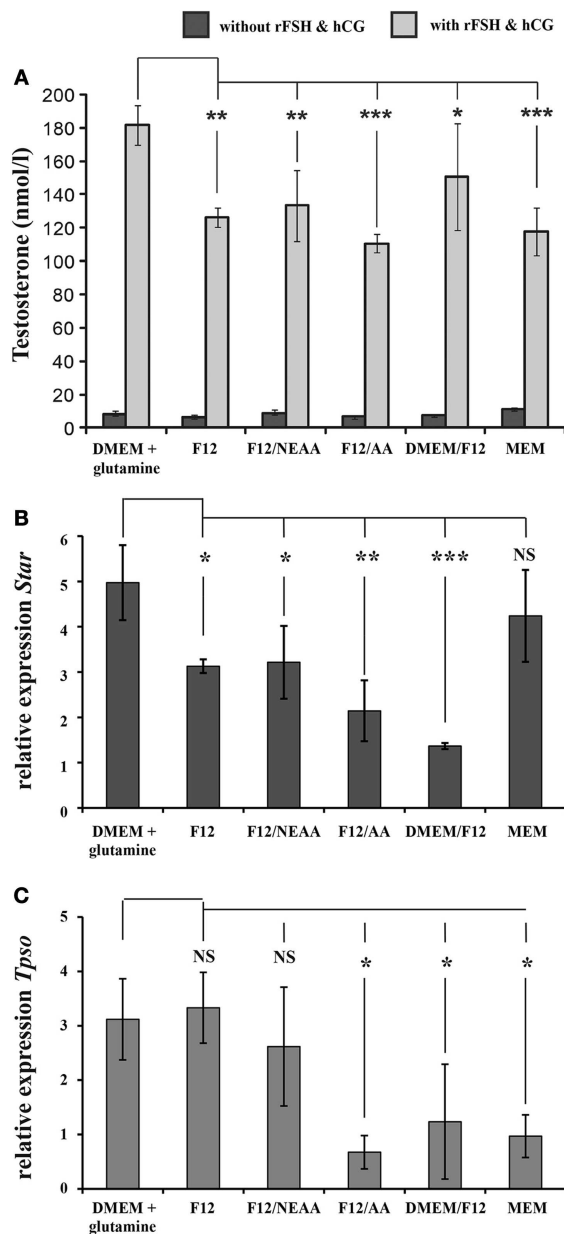 without rFSH & hCG
with rFSH & hCG
A
Testosterone (nmol/l)
200
180
160
140
120
100
80
60
40
20
0
** ** *** * ***
DMEM + glutamine F12 F12/NEAA F12/AA DMEM/F12 MEM
B
relative expression Star
6
5
4
3
2
1
0
* * ** *** NS
DMEM + glutamine F12 F12/NEAA F12/AA DMEM/F12 MEM
C
relative expression Tpso
5
4
3
2
1
0
NS NS * * *
DMEM + glutamine F12 F12/NEAA F12/AA DMEM/F12 MEM